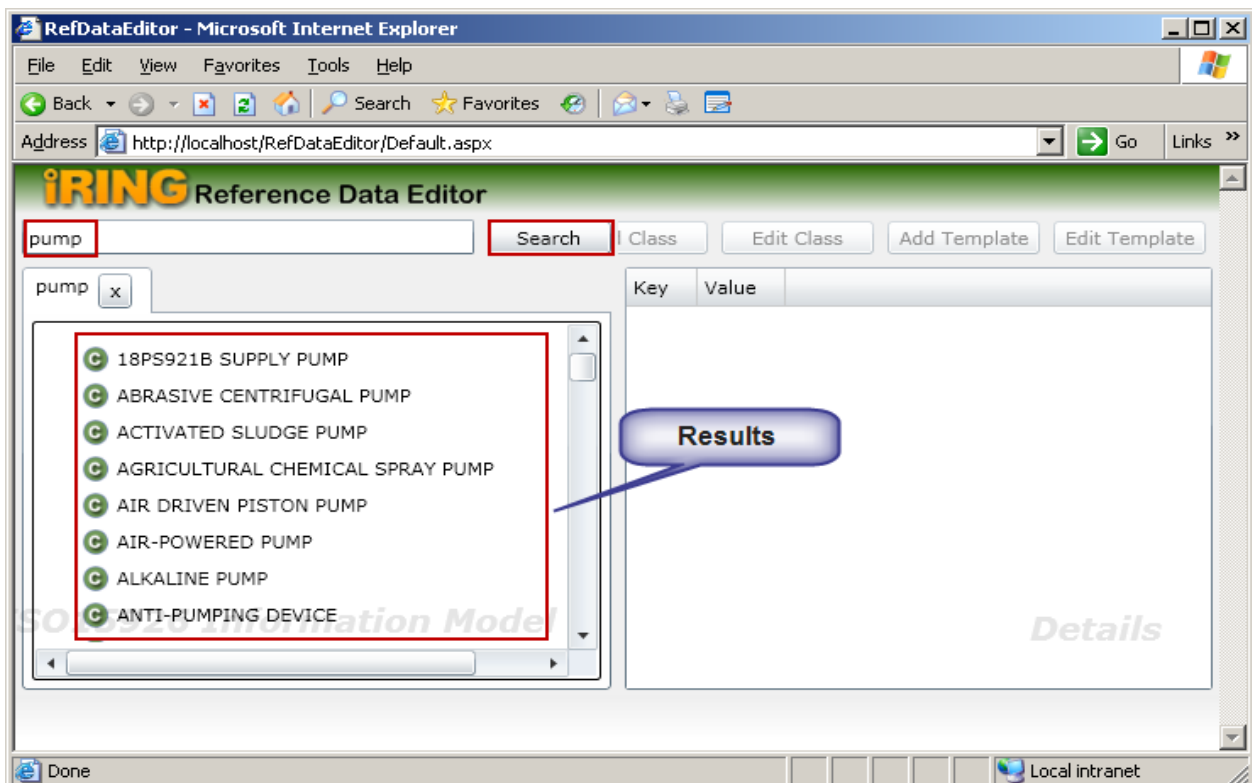 RefDataEditor - Microsoft Internet Explorer
File Edit View Favorites Tools Help
Back Search Favorites
Address http://localhost/RefDataEditor/Default.aspx Go Links »
iRING Reference Data Editor
pump Search l Class Edit Class Add Template Edit Template
pump x Key Value
C 18PS921B SUPPLY PUMP
C ABRASIVE CENTRIFUGAL PUMP
C ACTIVATED SLUDGE PUMP
Results
C AGRICULTURAL CHEMICAL SPRAY PUMP
C AIR DRIVEN PISTON PUMP
C AIR-POWERED PUMP
C ALKALINE PUMP
C ANTI-PUMPING DEVICE
Information Model Details
Done Local intranet